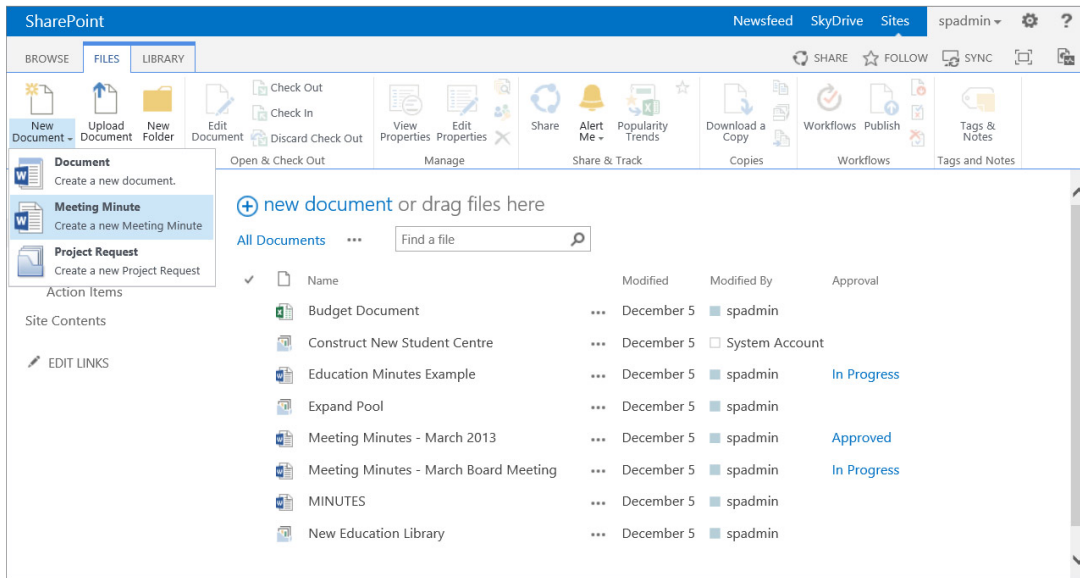 SharePoint
Newsfeed SkyDrive Sites spadmin ?
BROWSE FILES LIBRARY
SHARE FOLLOW SYNC
New Document
Upload Document
New Folder
Edit Document
Check Out
Check In
Discard Check Out
View Properties
Edit Properties
Share
Alert Me
Popularity Trends
Download a Copy
Workflows
Publish
Tags & Notes
Open & Check Out Manage Share & Track Copies Workflows Tags and Notes
Document
Create a new document.
Meeting Minute
Create a new Meeting Minute
Project Request
Create a new Project Request
Action Items
Site Contents
EDIT LINKS
new document or drag files here
All Documents ••• Find a file
Name Modified Modified By Approval
Budget Document ••• December 5 spadmin
Construct New Student Centre ••• December 5 System Account
Education Minutes Example ••• December 5 spadmin In Progress
Expand Pool ••• December 5 spadmin
Meeting Minutes - March 2013 ••• December 5 spadmin Approved
Meeting Minutes - March Board Meeting ••• December 5 spadmin In Progress
MINUTES ••• December 5 spadmin
New Education Library ••• December 5 spadmin